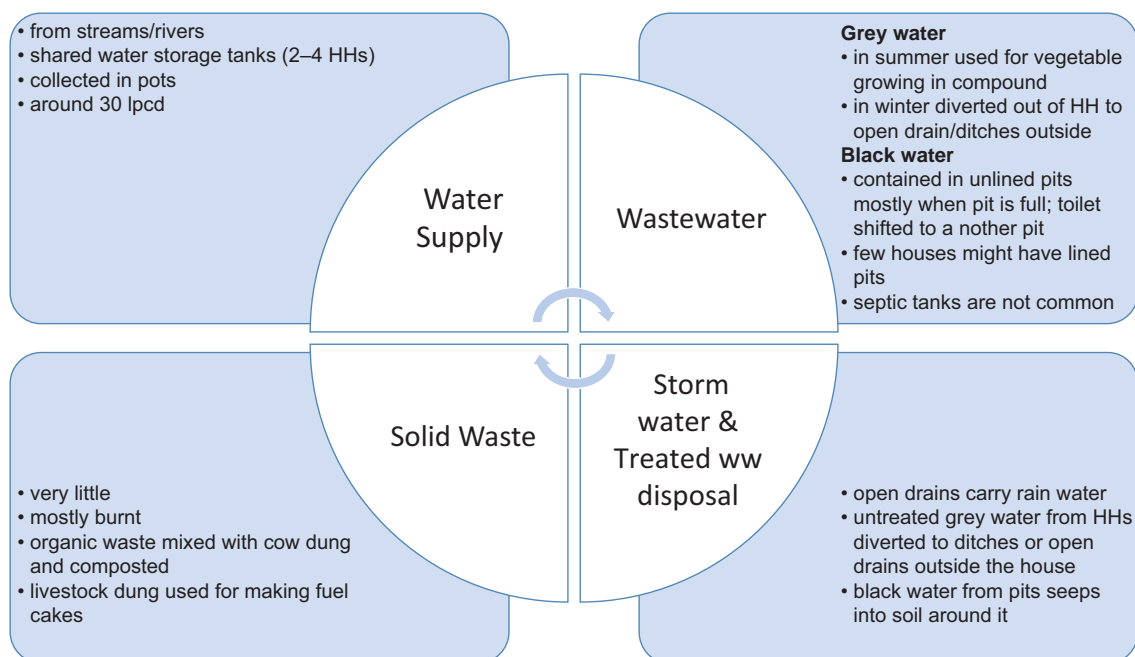 • from streams/rivers
• shared water storage tanks (2–4 HHs)
• collected in pots
• around 30 lpcd
Water
Supply
Grey water
• in summer used for vegetable
growing in compound
• in winter diverted out of HH to
open drain/ditches outside
Black water
• contained in unlined pits
mostly when pit is full; toilet
shifted to a nother pit
• few houses might have lined
pits
• septic tanks are not common
Wastewater
Solid Waste
• very little
• mostly burnt
• organic waste mixed with cow dung
and composted
• livestock dung used for making fuel
cakes
Storm
water &
Treated ww
disposal
• open drains carry rain water
• untreated grey water from HHs
diverted to ditches or open
drains outside the house
• black water from pits seeps
into soil around it